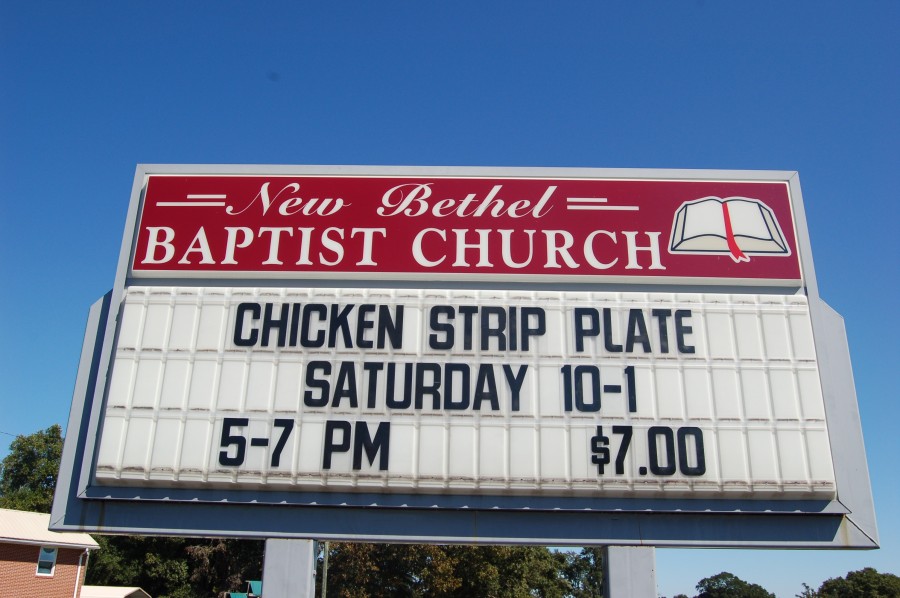 New Bethel
BAPTIST CHURCH
CHICKEN STRIP PLATE
SATURDAY 10-1
5-7 PM $7.00